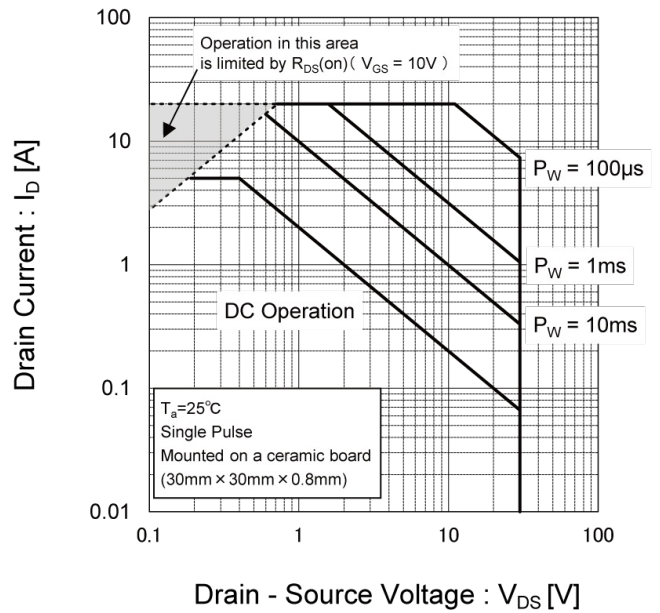 100
Operation in this area
is limited by RDS(on) ( VGS = 10V )
10
PW = 100μs
Drain Current : ID [A]
PW = 1ms
1
DC Operation
PW = 10ms
0.1
Ta=25℃
Single Pulse
Mounted on a ceramic board
(30mm × 30mm × 0.8mm)
0.01
0.1
1
10
100
Drain - Source Voltage : VDS [V]